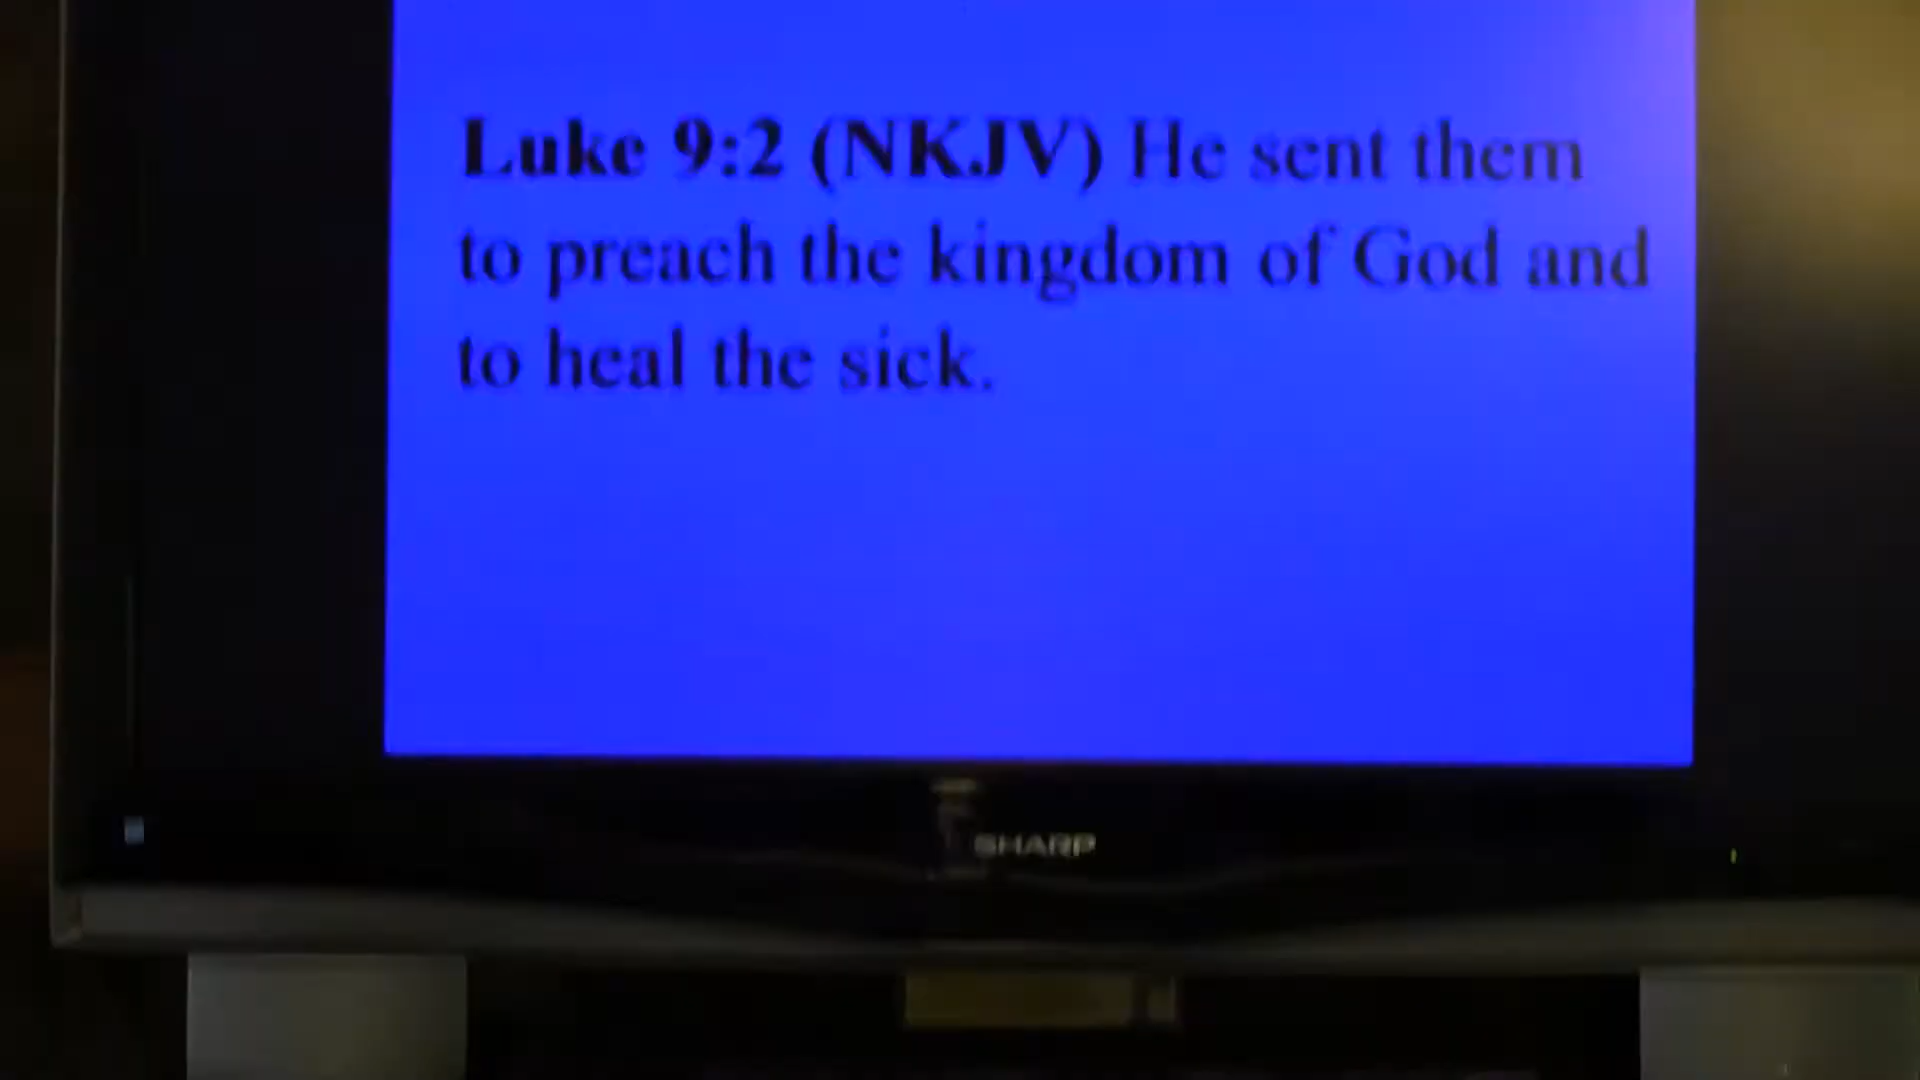 Luke 9:2 (NKJV) He sent them
to preach the kingdom of God and
to heal the sick.
SHARP